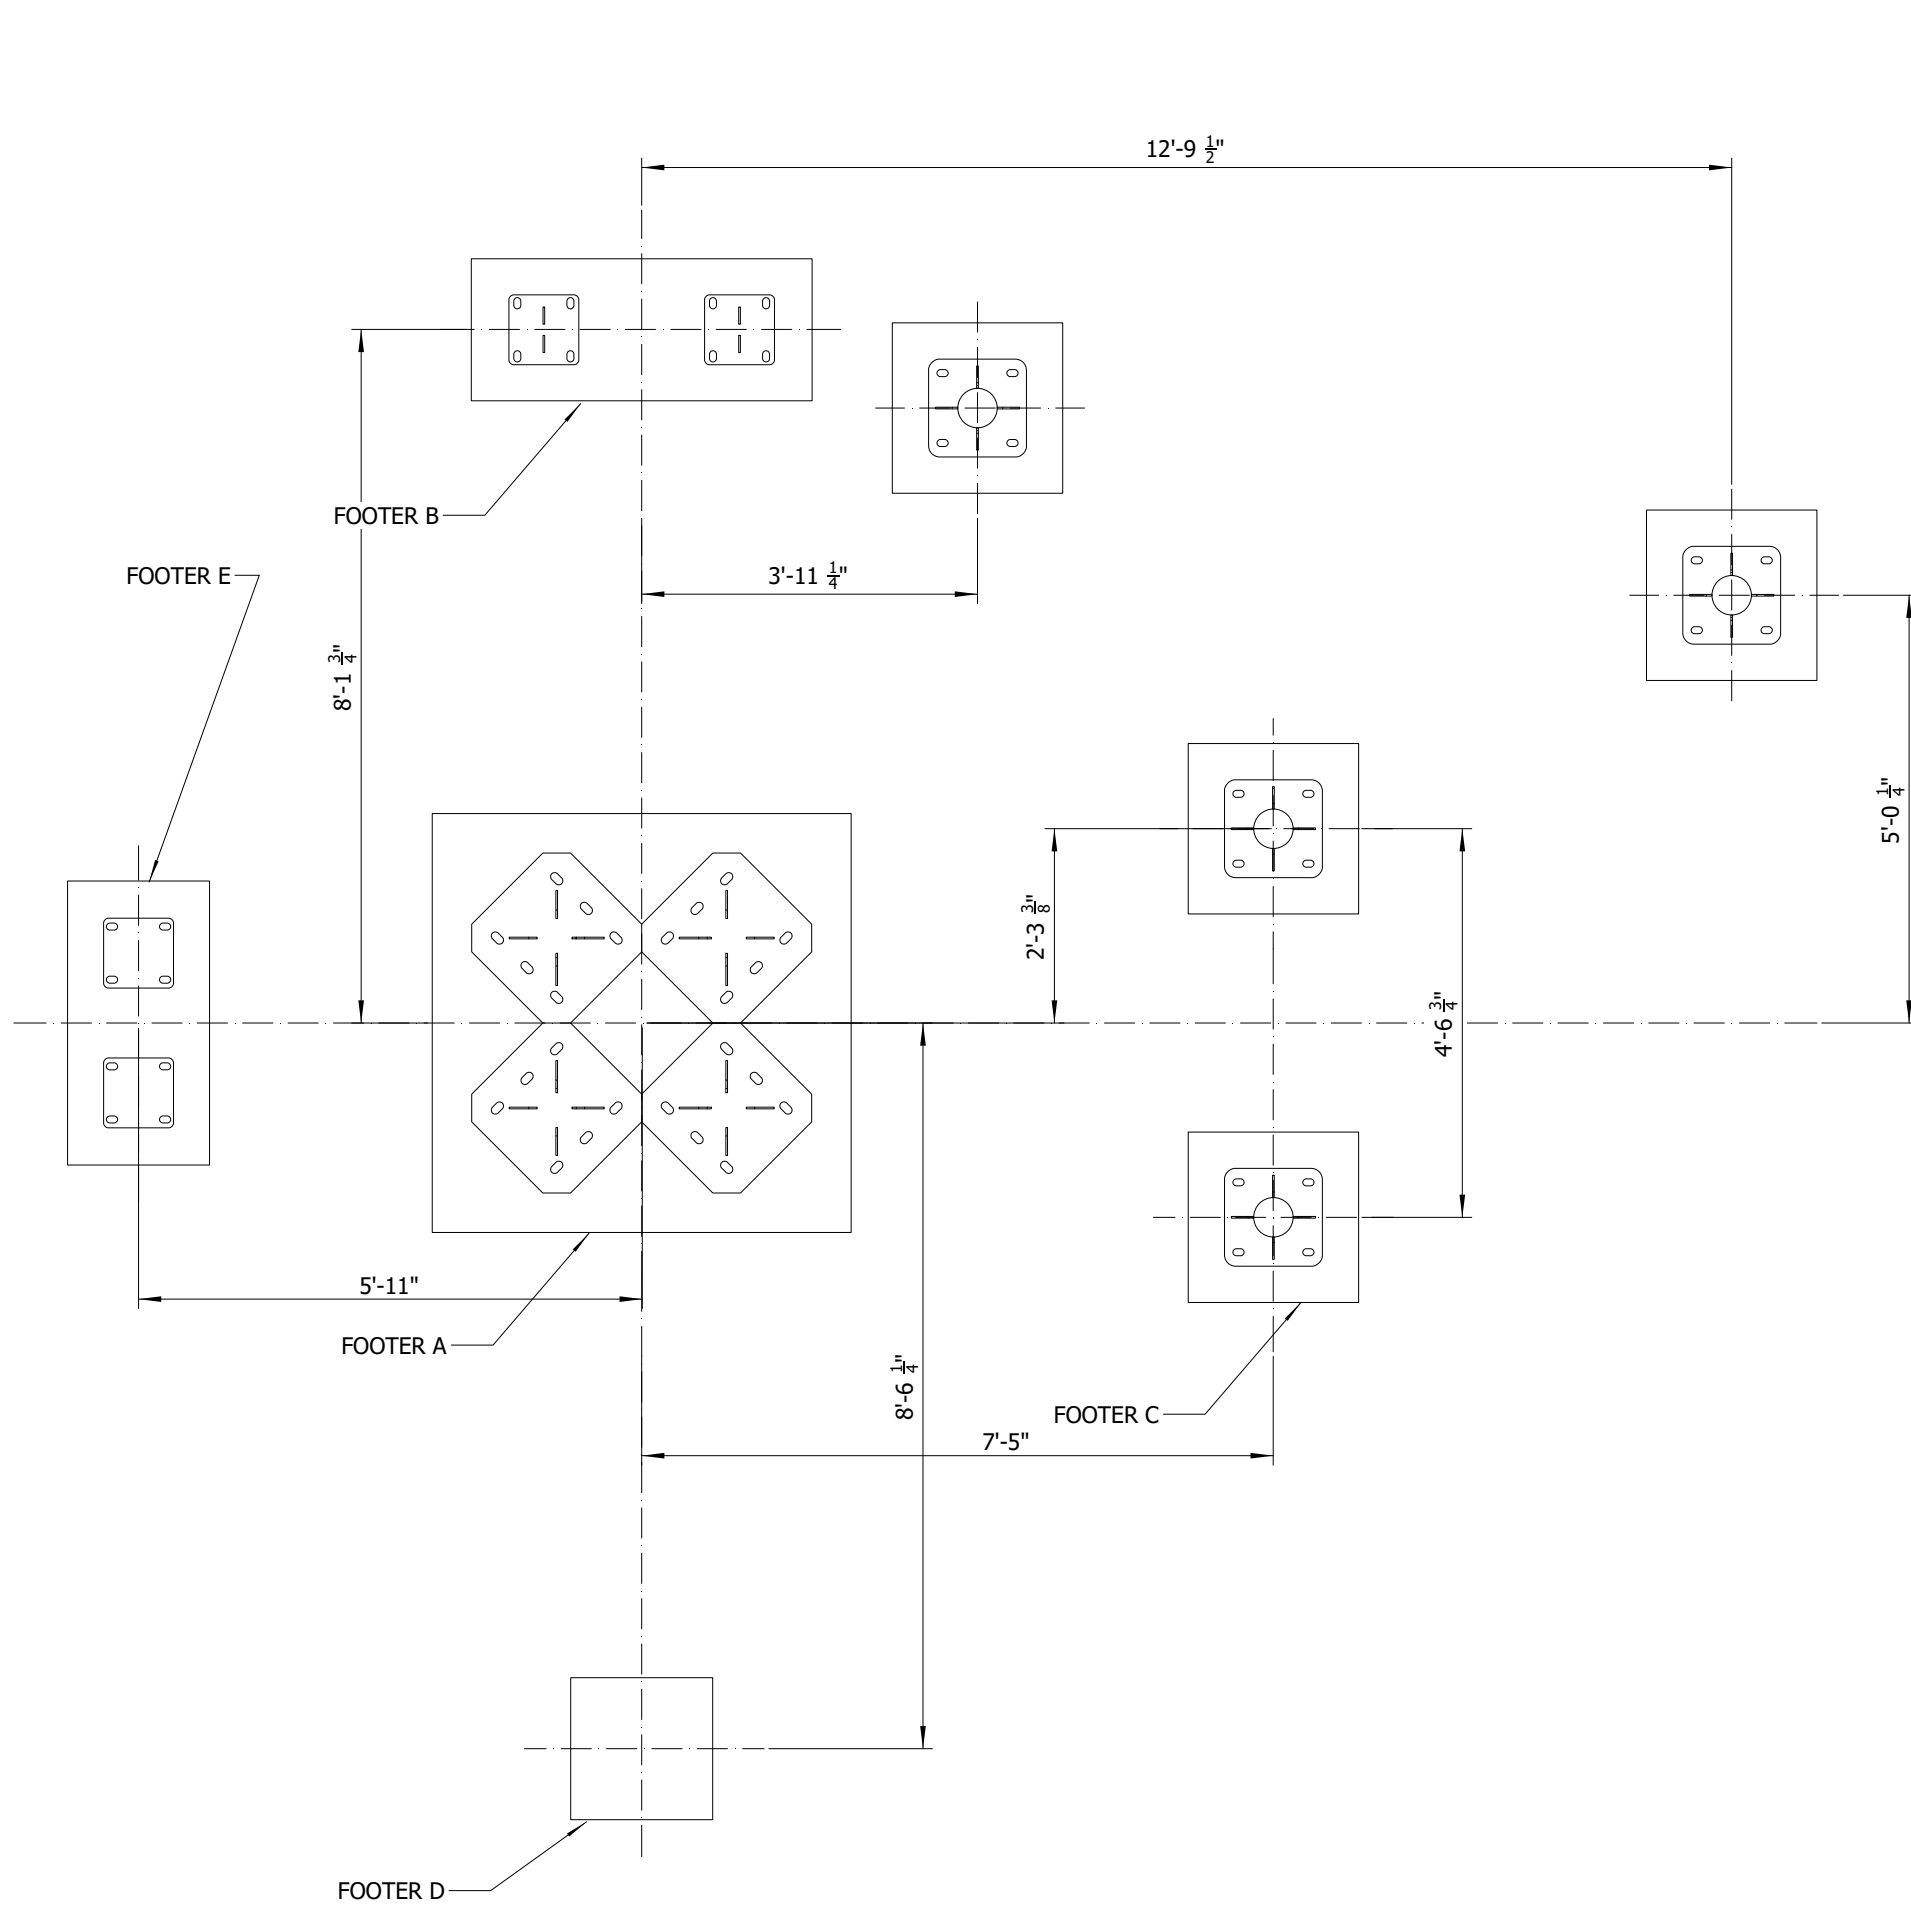 12'-9 1/2"
FOOTER B
3'-11 1/4"
FOOTER E
8'-1 3/4"
5'-0 1/4"
2'-3 3/8"
4'-6 3/4"
5'-11"
FOOTER A
8'-6 1/4"
FOOTER C
7'-5"
FOOTER D